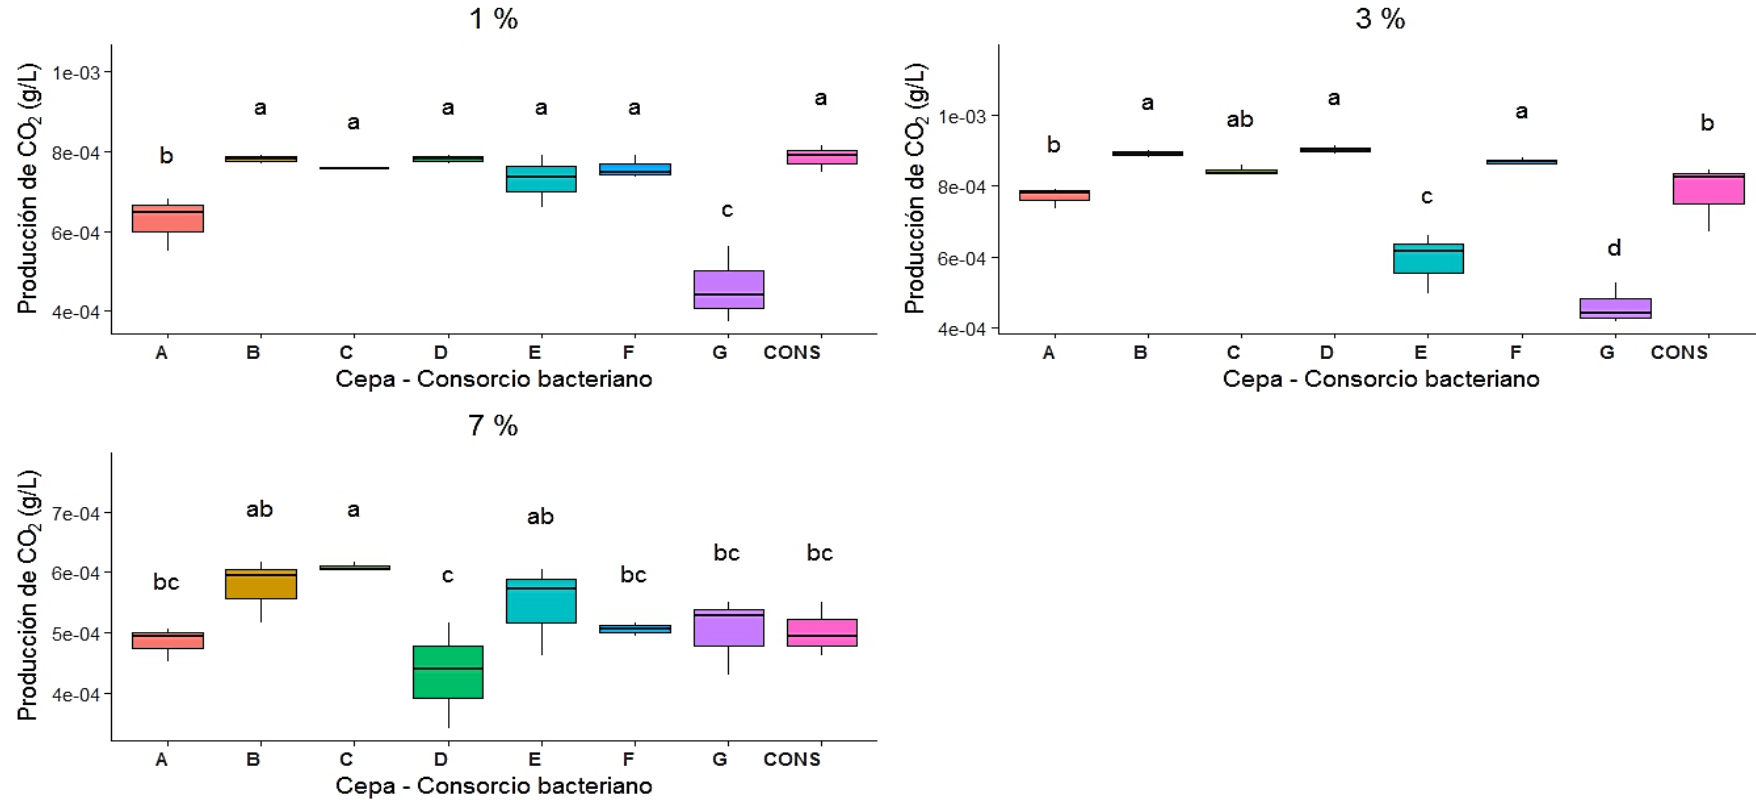 1 %
Producción de CO2 (g/L)
1e-03
8e-04
6e-04
4e-04
b
a
a
a
a
a
c
a
A B C D E F G CONS
Cepa - Consorcio bacteriano
3 %
Producción de CO2 (g/L)
1e-03
8e-04
6e-04
4e-04
b
a
ab
a
c
a
d
b
A B C D E F G CONS
Cepa - Consorcio bacteriano
7 %
Producción de CO2 (g/L)
7e-04
6e-04
5e-04
4e-04
bc
ab
a
c
ab
bc
bc
bc
A B C D E F G CONS
Cepa - Consorcio bacteriano